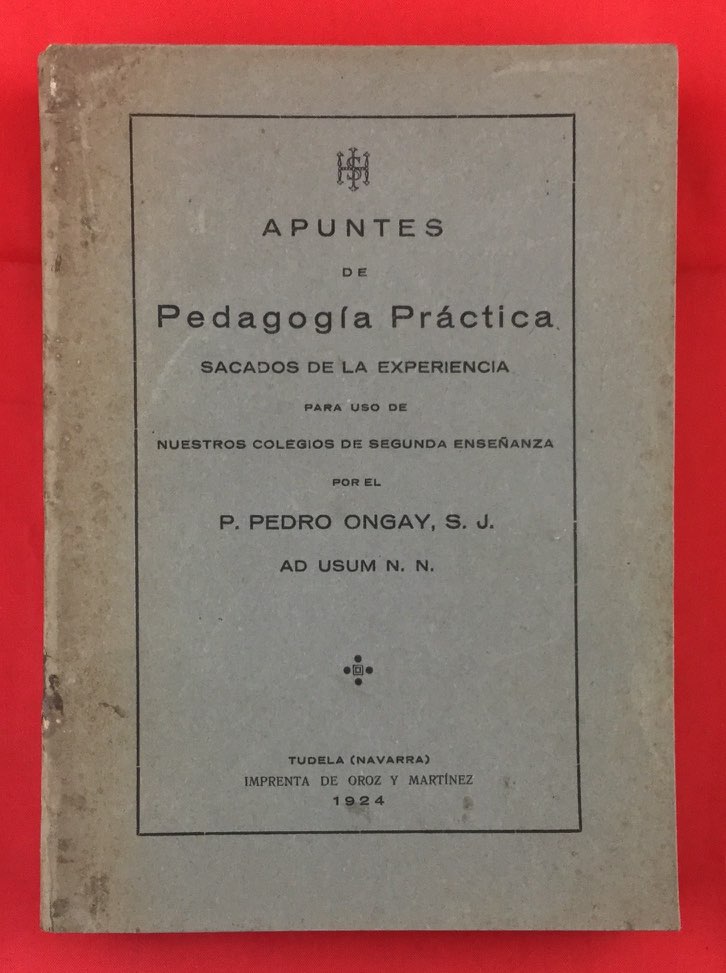 IHS
APUNTES
DE
Pedagogía Práctica
SACADOS DE LA EXPERIENCIA
PARA USO DE
NUESTROS COLEGIOS DE SEGUNDA ENSEÑANZA
POR EL
P. PEDRO ONGAY, S. J.
AD USUM N. N.
TUDELA (NAVARRA)
IMPRENTA DE OROZ Y MARTÍNEZ
1924